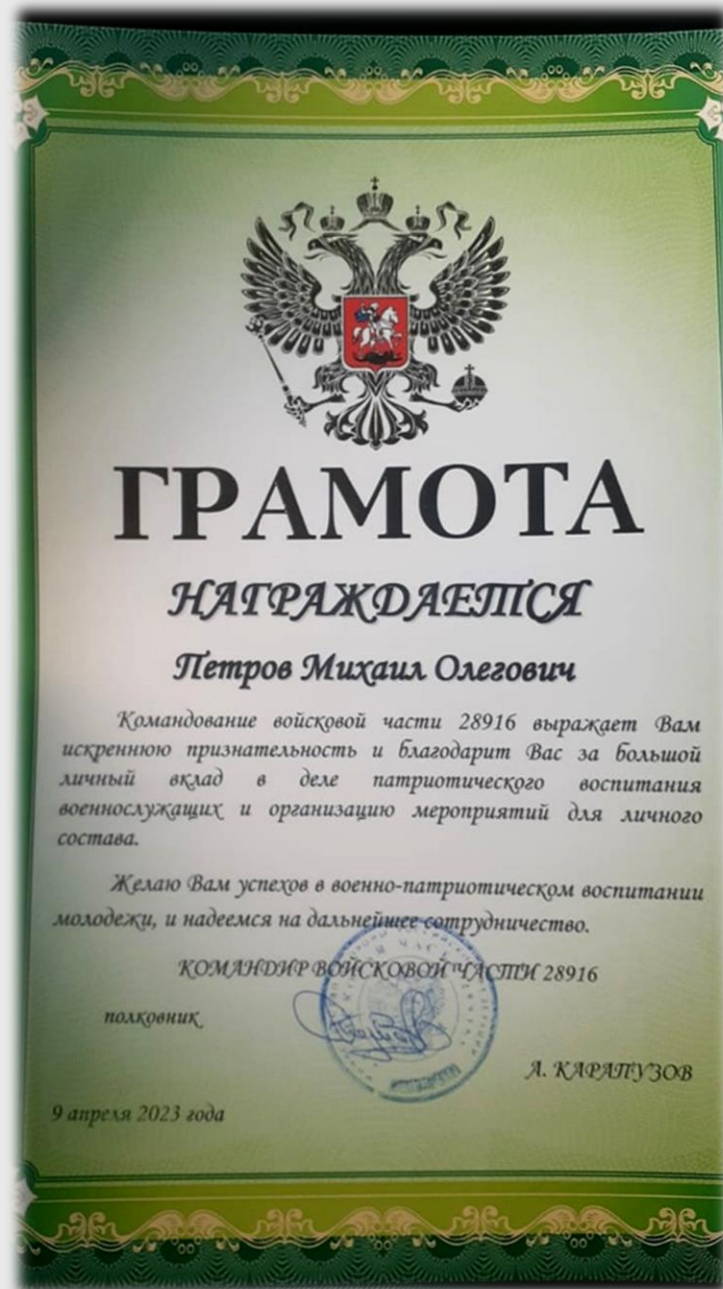 ГРАМОТА
НАГРАЖДАЕТСЯ
Петров Михаил Олегович
Командование войсковой части 28916 выражает Вам
искреннюю признательность и благодарит Вас за большой
личный вклад в деле патриотического воспитания
военнослужащих и организацию мероприятий для личного
состава.
Желаю Вам успехов в военно-патриотическом воспитании
молодежи, и надеемся на дальнейшее сотрудничество.
КОМАНДИР ВОЙСКОВОЙ ЧАСТИ 28916
полковник
А. КАРАПУЗОВ
9 апреля 2023 года